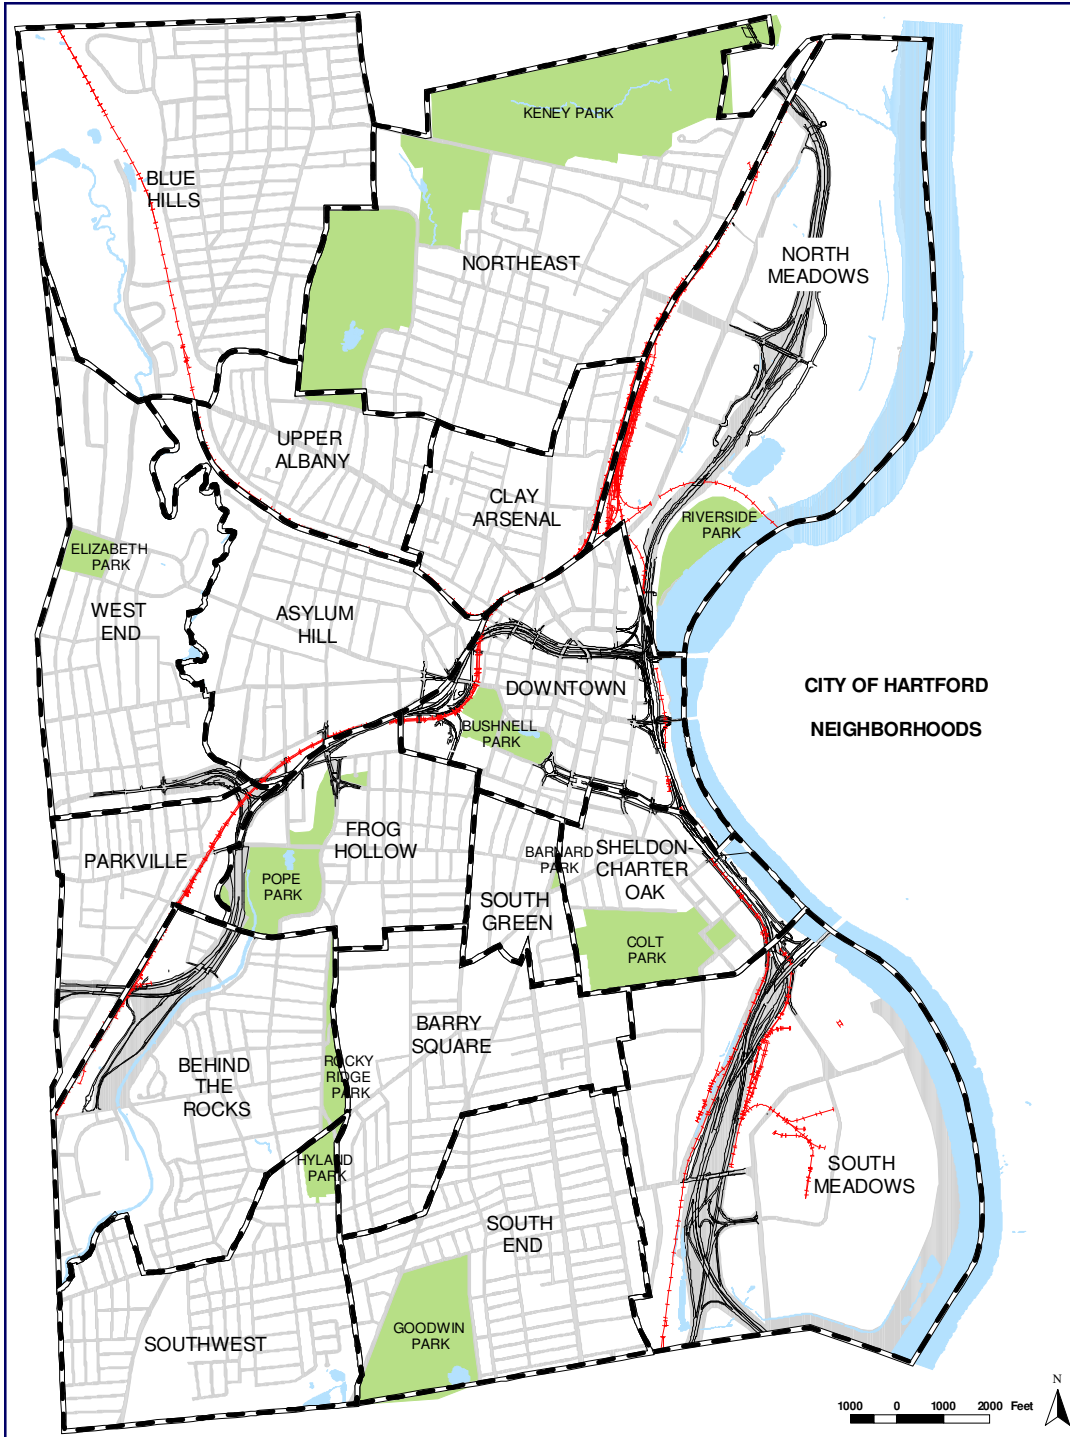 KENEY PARK
BLUE
HILLS
NORTHEAST
NORTH
MEADOWS
UPPER
ALBANY
CLAY
ARSENAL
RIVERSIDE
PARK
ELIZABETH
PARK
WEST
END
ASYLUM
HILL
DOWNTOWN
CITY OF HARTFORD
NEIGHBORHOODS
BUSHNELL
PARK
FROG
HOLLOW
PARKVILLE
BARNARD
PARK
SHELDON-
CHARTER
OAK
POPE
PARK
SOUTH
GREEN
COLT
PARK
BARRY
SQUARE
BEHIND
THE
ROCKS
ROCKY
RIDGE
PARK
HYLAND
PARK
SOUTH
MEADOWS
SOUTH
END
GOODWIN
PARK
SOUTHWEST
N
1000 0 1000 2000 Feet